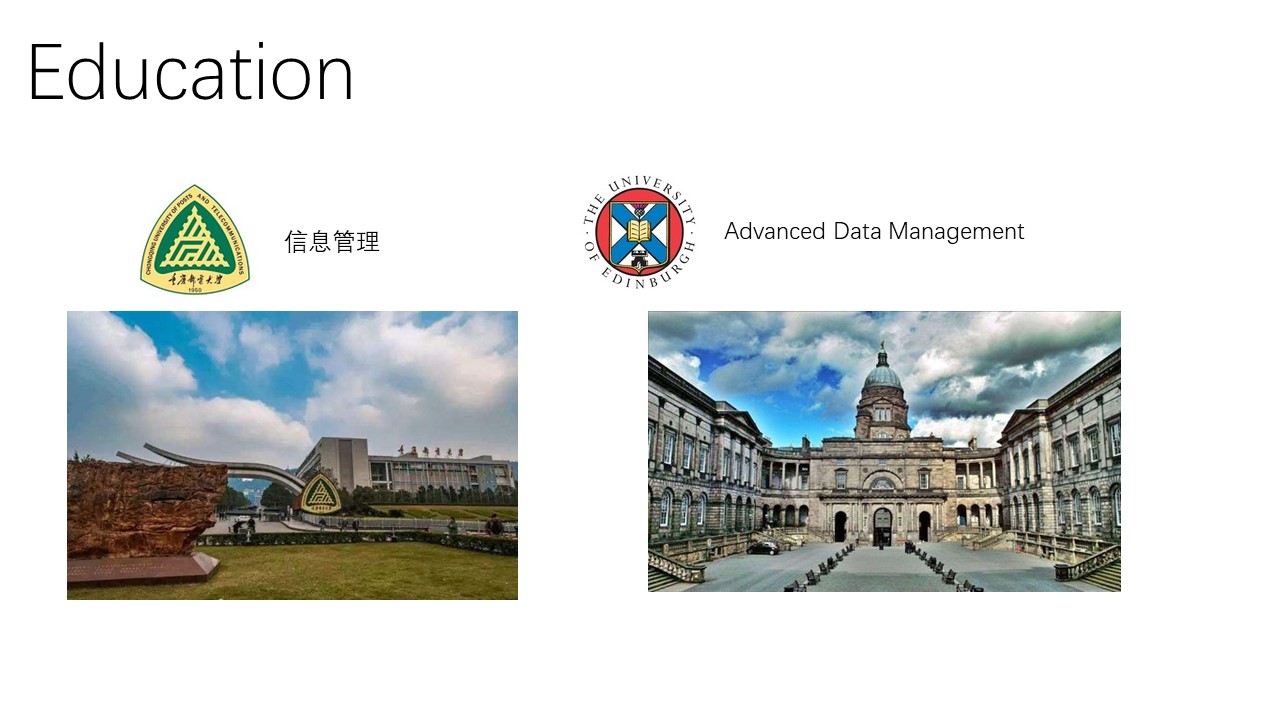 Education
CHONGQING UNIVERSITY OF POSTS AND TELECOMMUNICATIONS
重庆邮电大学
1950
信息管理
THE UNIVERSITY
OF EDINBURGH
Advanced Data Management
重庆邮电大学